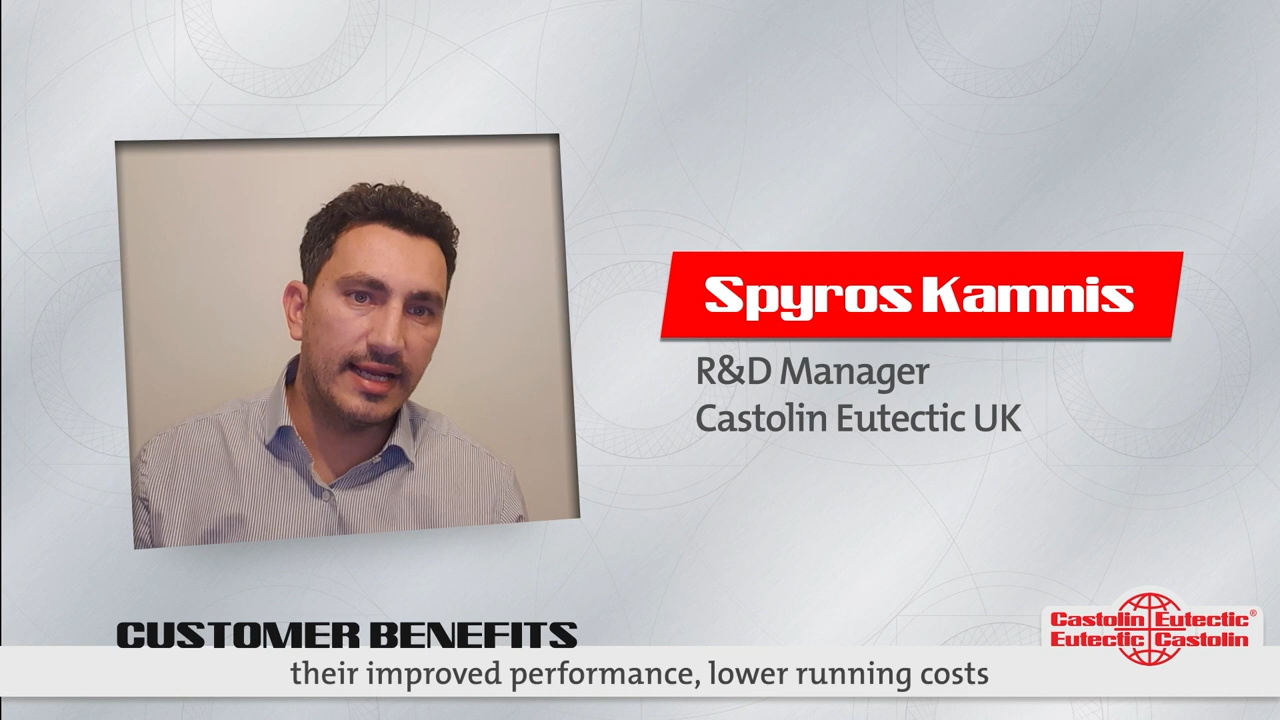 Spyros Kamnis
R&D Manager
Castolin Eutectic UK
CUSTOMER BENEFITS
Castolin Eutectic®
Eutectic Castolin
their improved performance, lower running costs